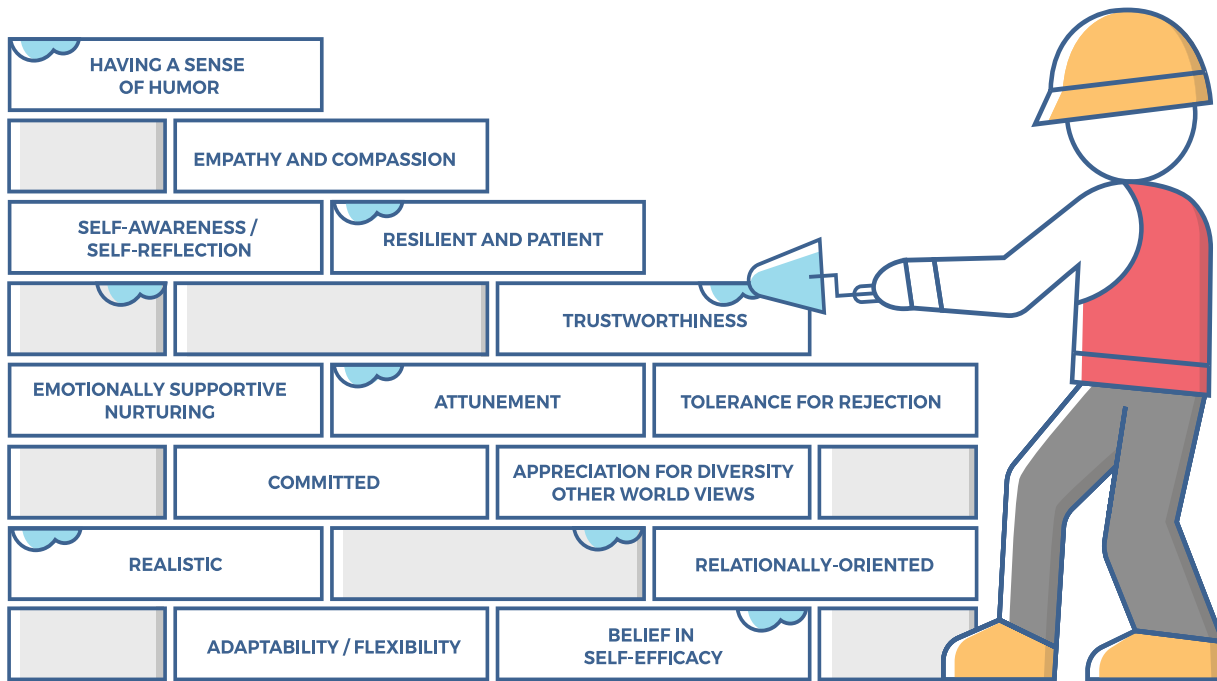 HAVING A SENSE
OF HUMOR
EMPATHY AND COMPASSION
SELF-AWARENESS /
SELF-REFLECTION
RESILIENT AND PATIENT
TRUSTWORTHINESS
EMOTIONALLY SUPPORTIVE
NURTURING
ATTUNEMENT
TOLERANCE FOR REJECTION
COMMITTED
APPRECIATION FOR DIVERSITY
OTHER WORLD VIEWS
REALISTIC
RELATIONALLY-ORIENTED
ADAPTABILITY / FLEXIBILITY
BELIEF IN
SELF-EFFICACY